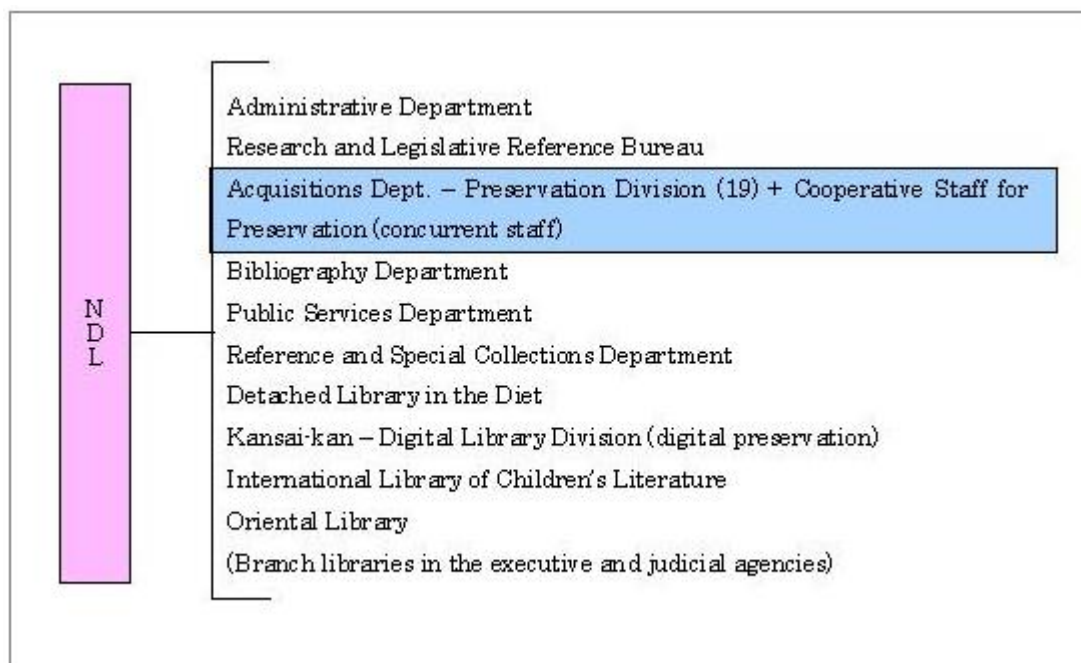 Administrative Department
Research and Legislative Reference Bureau
Acquisitions Dept. – Preservation Division (19) + Cooperative Staff for
Preservation (concurrent staff)
Bibliography Department
N
D
L
Public Services Department
Reference and Special Collections Department
Detached Library in the Diet
Kansai-kan – Digital Library Division (digital preservation)
International Library of Children's Literature
Oriental Library
(Branch libraries in the executive and judicial agencies)